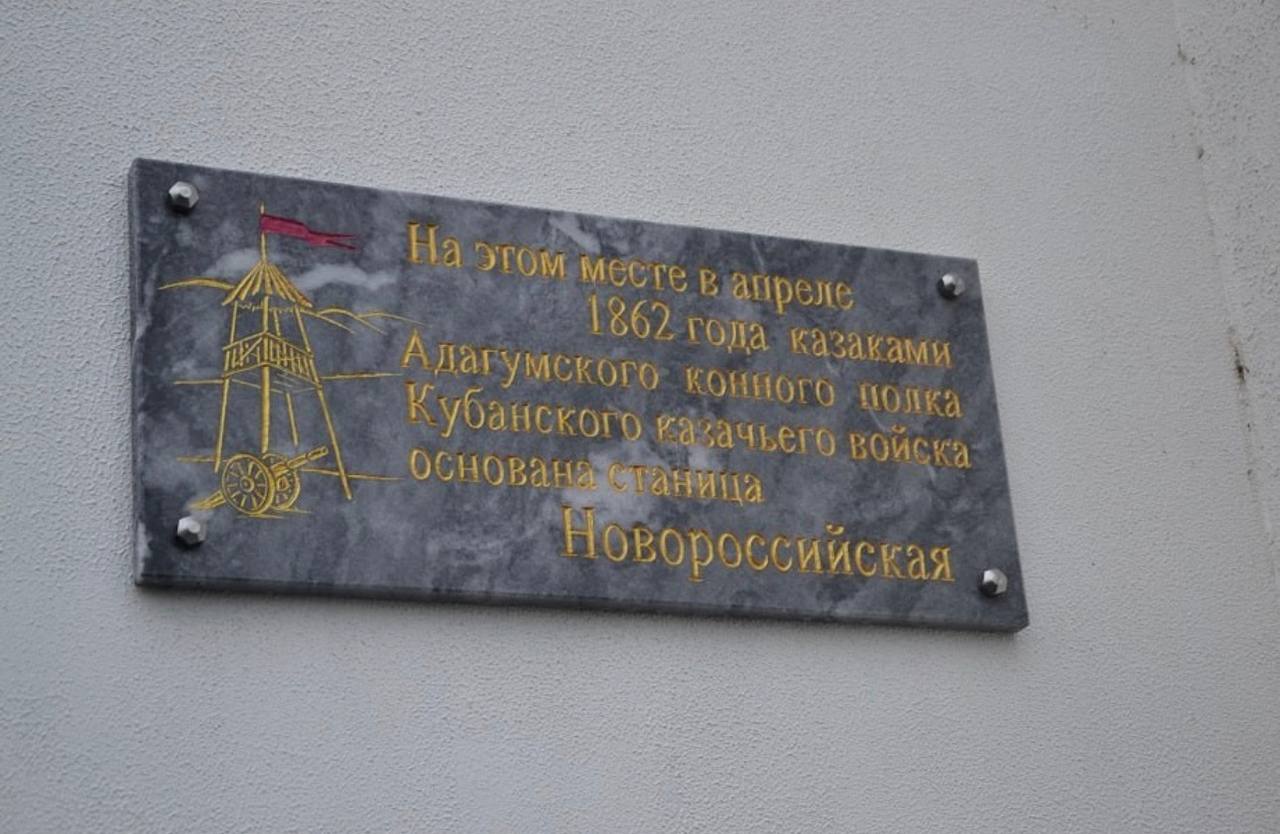 На этом месте в апреле
1862 года казаками
Адагумского конного полка
Кубанского казачьего войска
основана станица
Новороссийская